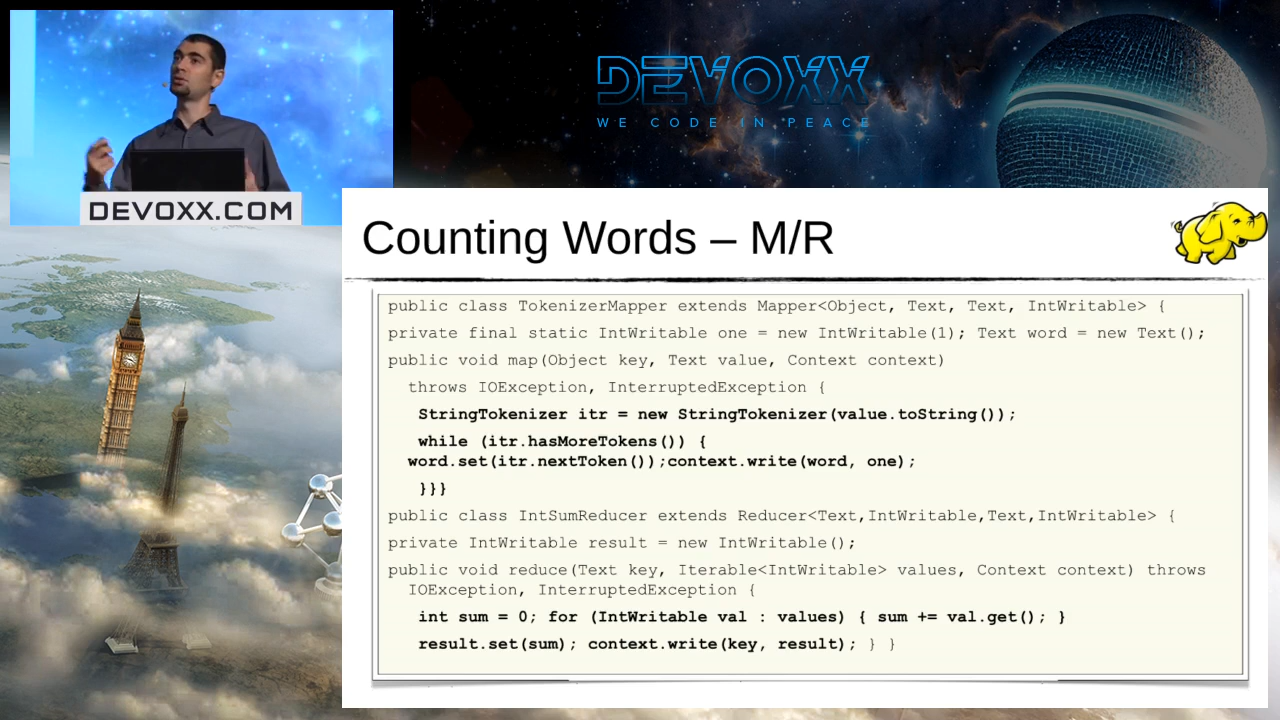 DEVOXX
WE CODE IN PEACE
DEVOXX.COM
Counting Words – M/R
public class TokenizerMapper extends Mapper<Object, Text, Text, IntWritable> {
private final static IntWritable one = new IntWritable(1); Text word = new Text();
public void map(Object key, Text value, Context context)
throws IOException, InterruptedException {
StringTokenizer itr = new StringTokenizer(value.toString());
while (itr.hasMoreTokens()) {
word.set(itr.nextToken());context.write(word, one);
}}}
public class IntSumReducer extends Reducer<Text,IntWritable,Text,IntWritable> {
private IntWritable result = new IntWritable();
public void reduce(Text key, Iterable<IntWritable> values, Context context) throws
IOException, InterruptedException {
int sum = 0; for (IntWritable val : values) { sum += val.get(); }
result.set(sum); context.write(key, result); } }